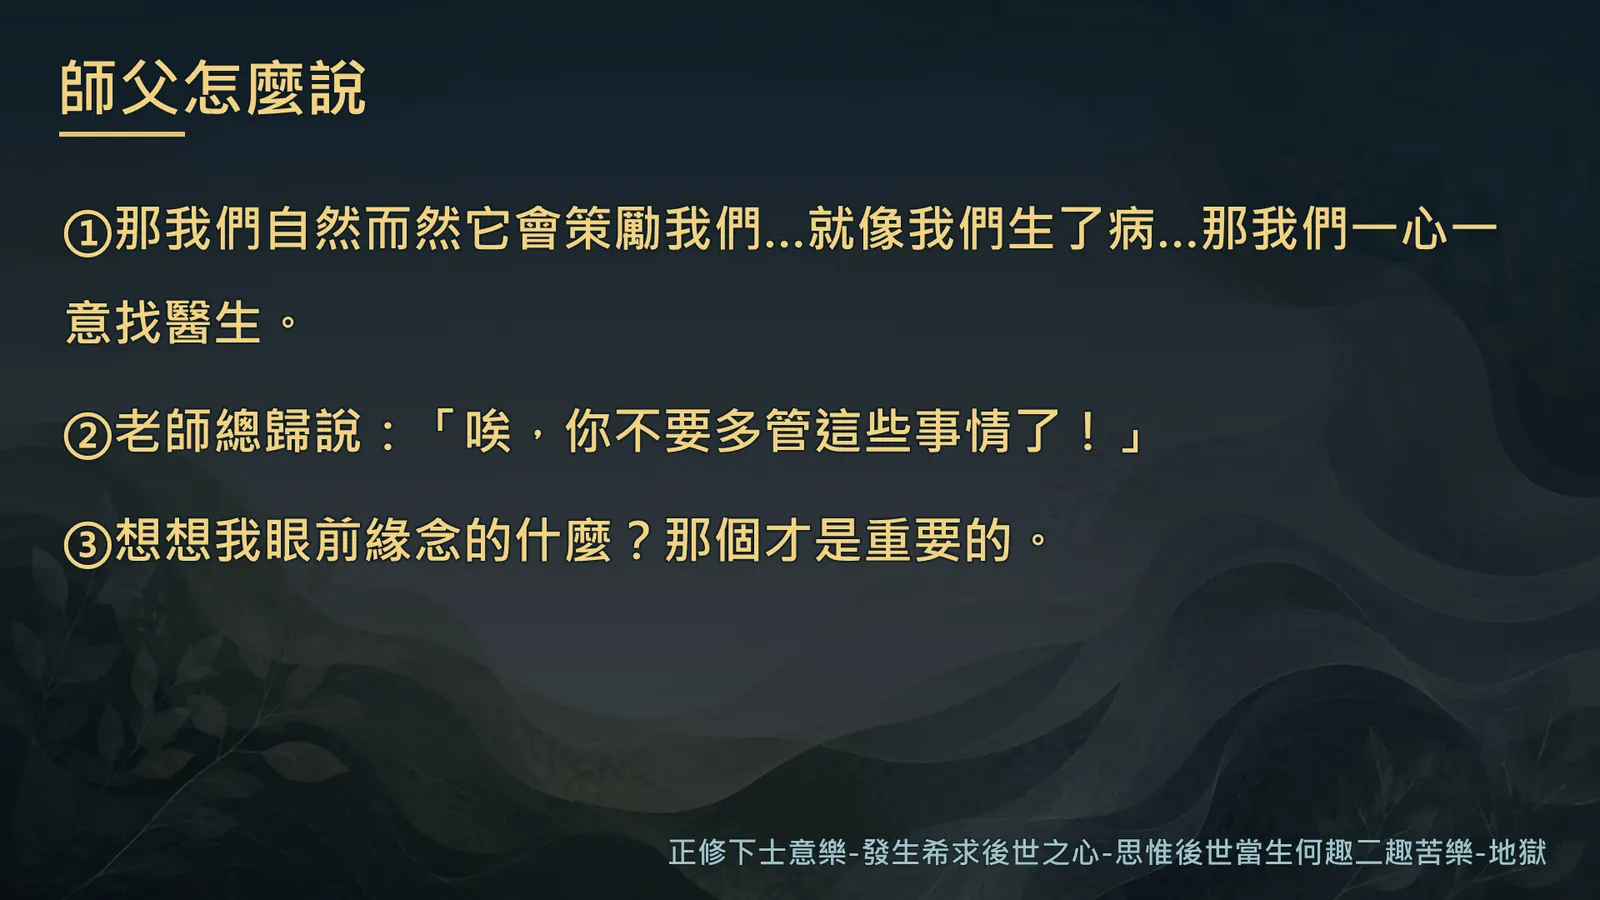 師父怎麼說
①那我們自然而然它會策勵我們...就像我們生了病...那我們一心一
意找醫生。
②老師總歸說：「唉，你不要多管這些事情了！」
③想想我眼前緣念的什麼？那個才是重要的。
正修下士意樂-發生希求後世之心-思惟後世當生何趣二趣苦樂-地獄